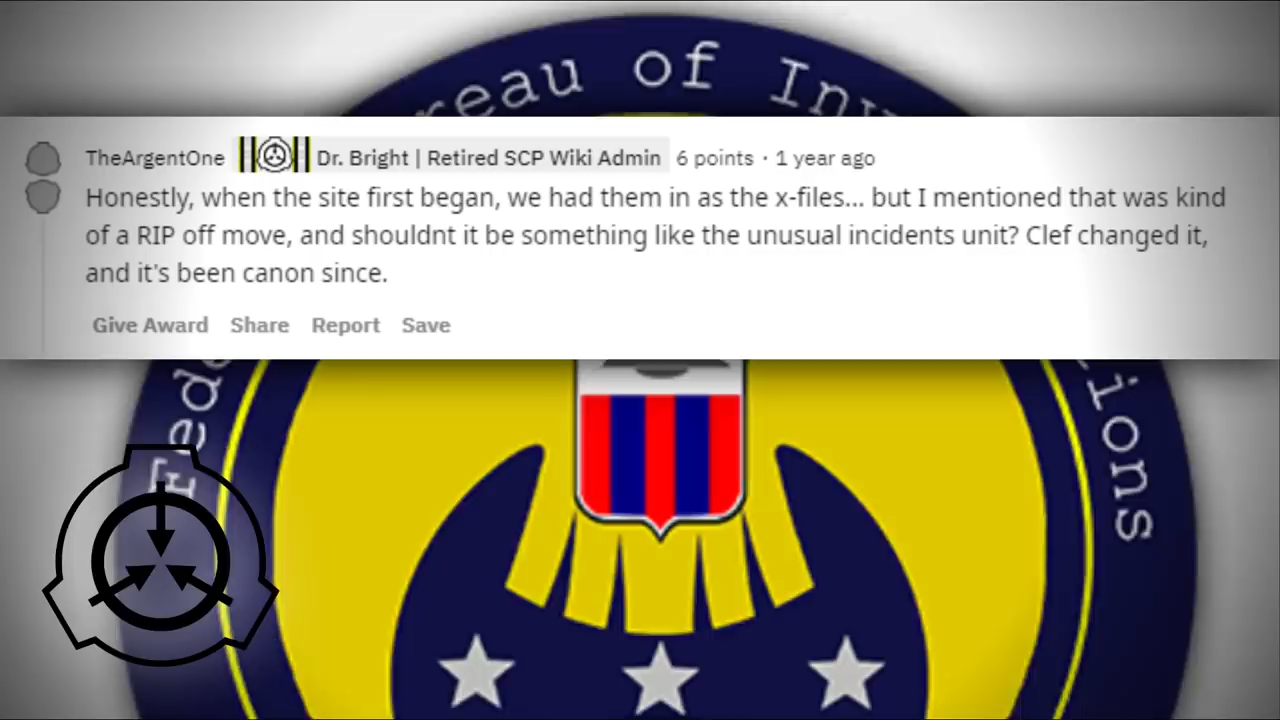 reau of Inv
TheArgentOne Dr. Bright | Retired SCP Wiki Admin 6 points · 1 year ago
Honestly, when the site first began, we had them in as the x-files... but I mentioned that was kind
of a RIP off move, and shouldnt it be something like the unusual incidents unit? Clef changed it,
and it's been canon since.
Give Award Share Report Save
Fede
tions